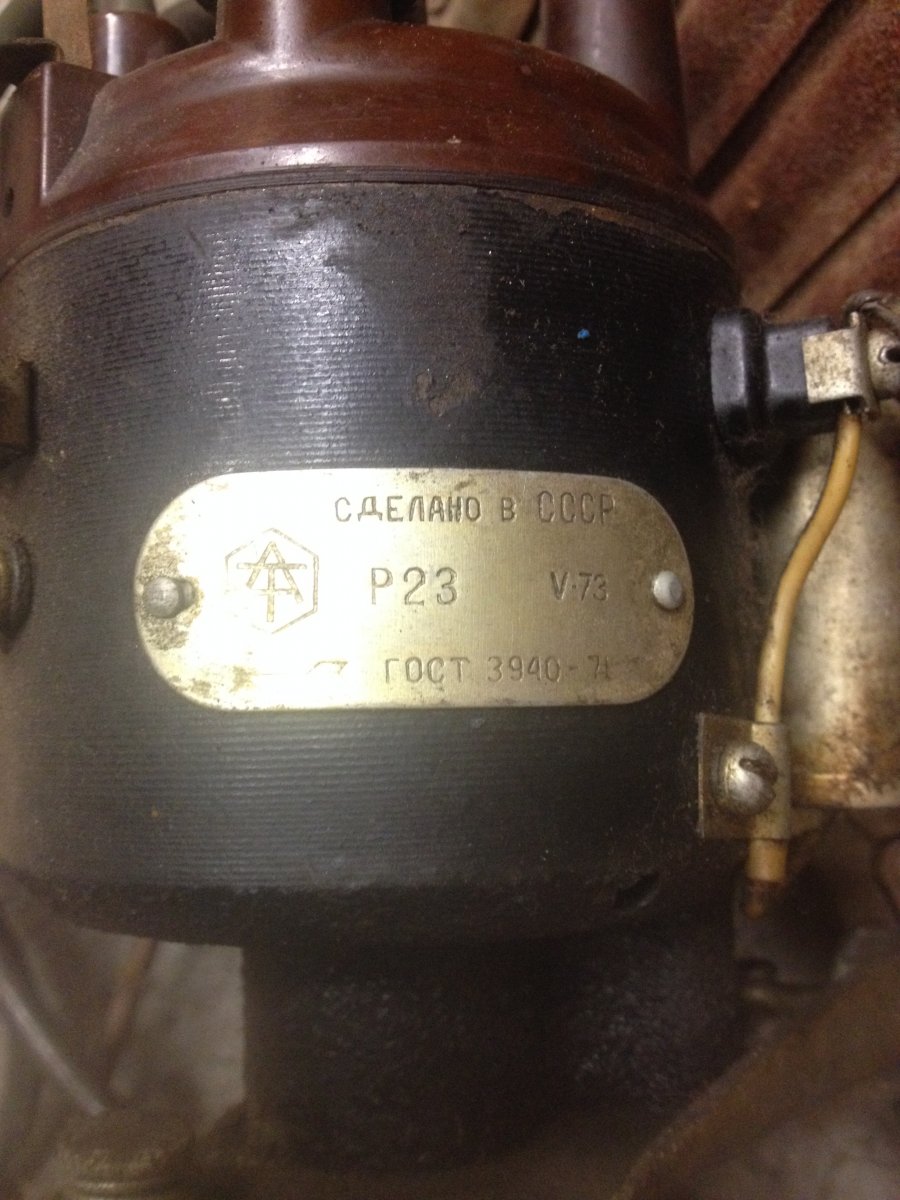 СДЕЛАНО В СССР
Р23 V·73
ГОСТ 3940-71